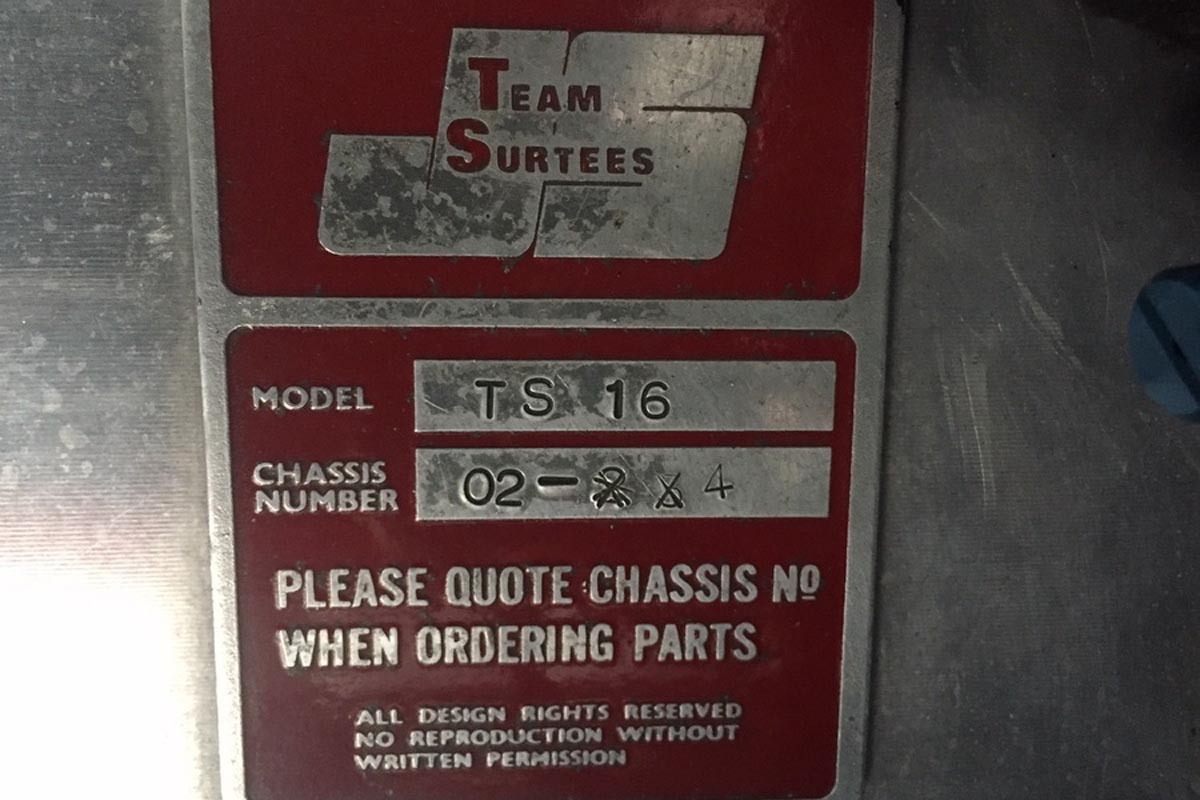 TEAM
SURTEES
MODEL TS 16
CHASSIS
NUMBER 02- 4
PLEASE QUOTE CHASSIS Nº
WHEN ORDERING PARTS
ALL DESIGN RIGHTS RESERVED
NO REPRODUCTION WITHOUT
WRITTEN PERMISSION